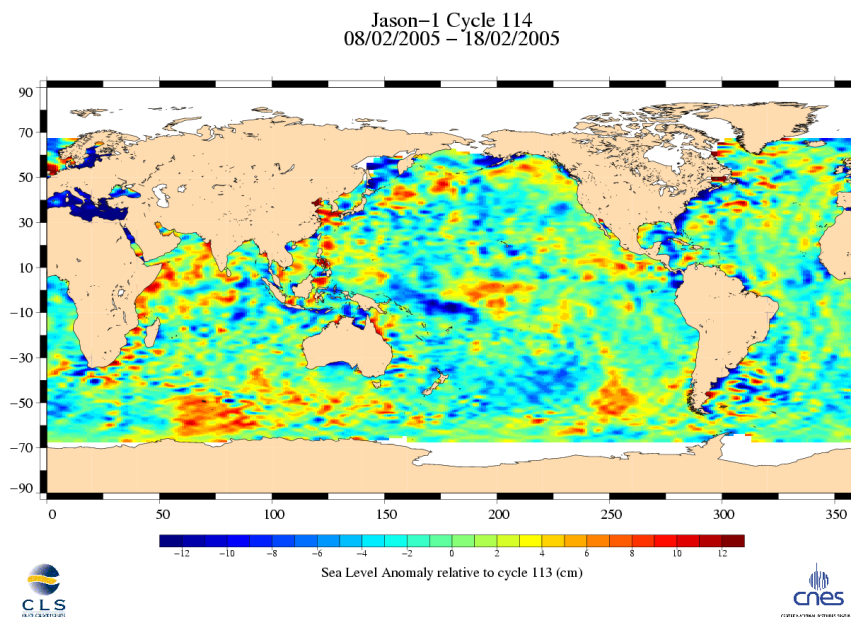 Jason-1 Cycle 114
08/02/2005 - 18/02/2005
90
70
50
30
10
-10
-30
-50
-70
-90
0 50 100 150 200 250 300 350
-12 -10 -8 -6 -4 -2 0 2 4 6 8 10 12
Sea Level Anomaly relative to cycle 113 (cm)
CLS
cnes